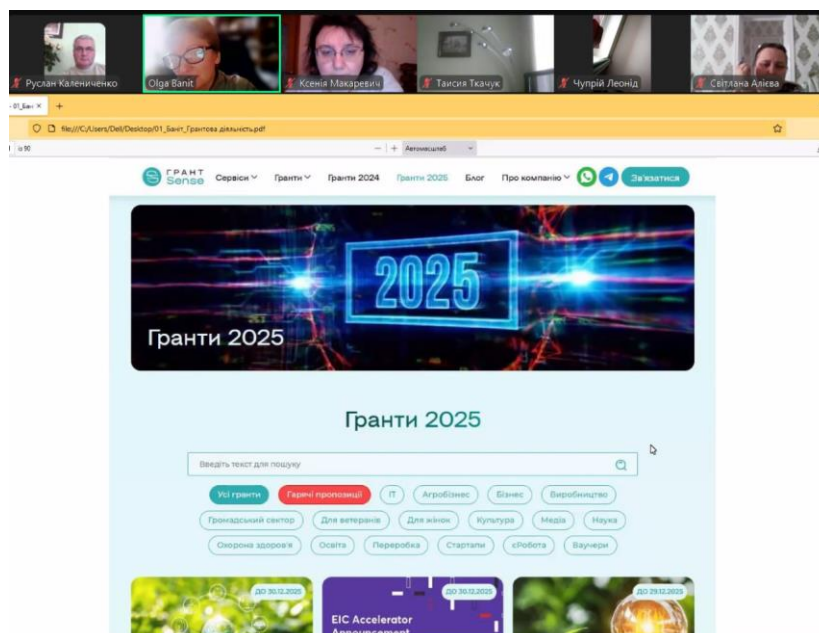 Руслан Калениченко
Olga Banit
Ксенія Макаревич
Таисия Ткачук
Чупрій Леонід
Світлана Алієва
file:///C:/Users/Dell/Desktop/01_Баніт_Грантова діяльність.pdf
із 90
Автомасштаб
ГРАНТ
Sense
Сервіси
Гранти
Гранти 2024
Гранти 2025
Блог
Про компанію
Зв'язатися
2025
Гранти 2025
Гранти 2025
Введіть текст для пошуку
Усі гранти
Гарячі пропозиції
IT
Агробізнес
Бізнес
Виробництво
Громадський сектор
Для ветеранів
Для жінок
Культура
Медіа
Наука
Охорона здоров'я
Освіта
Переробка
Стартапи
єРобота
Ваучери
ДО 30.12.2025
ДО 30.12.2025
ДО 29.12.2025
EIC Accelerator
Announcement